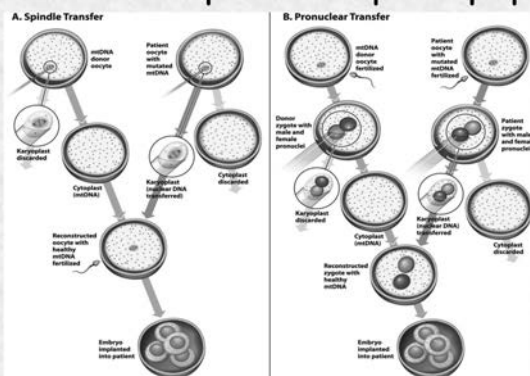 A. Spindle Transfer
mtDNA
donor
oocyte
Patient
oocyte
with
mutated
mtDNA
Karyoplast
discarded
Cytoplast
(mtDNA)
Karyoplast
(nuclear DNA
transferred)
Cytoplast
discarded
Reconstructed
oocyte with
healthy
mtDNA
fertilized
Embryo
implanted
into patient
B. Pronuclear Transfer
mtDNA
donor
oocyte
fertilized
Patient
oocyte
with
mutated
mtDNA
fertilized
Donor
zygote with
male and
female
pronuclei
Patient
zygote
with male
and female
pronuclei
Karyoplast
discarded
Cytoplast
(mtDNA)
Karyoplast
(nuclear DNA)
transferred
Cytoplast
discarded
Reconstructed
zygote with
healthy
mtDNA
Embryo
implanted
into patient